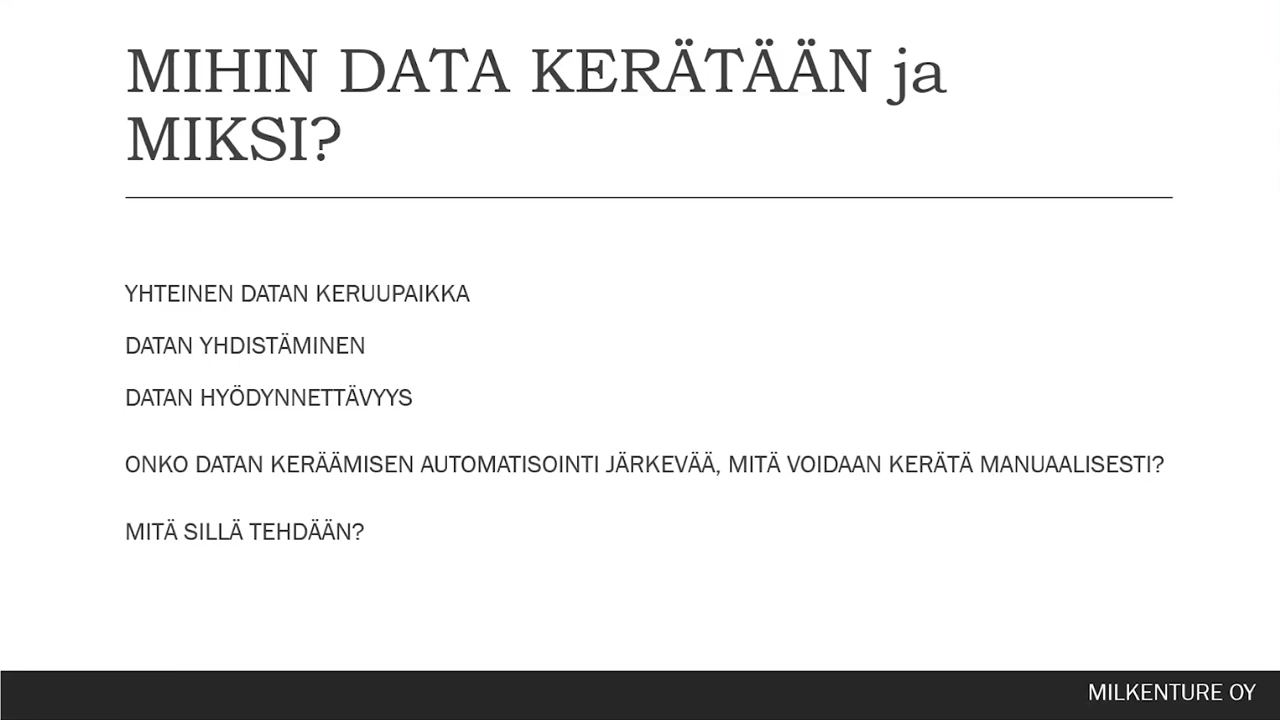 MIHIN DATA KERÄTÄÄN ja
MIKSI?
YHTEINEN DATAN KERUUPAIKKA
DATAN YHDISTÄMINEN
DATAN HYÖDYNNETTÄVYYS
ONKO DATAN KERÄÄMISEN AUTOMATISOINTI JÄRKEVÄÄ, MITÄ VOIDAAN KERÄTÄ MANUAALISESTI?
MITÄ SILLÄ TEHDÄÄN?
MILKENTURE OY